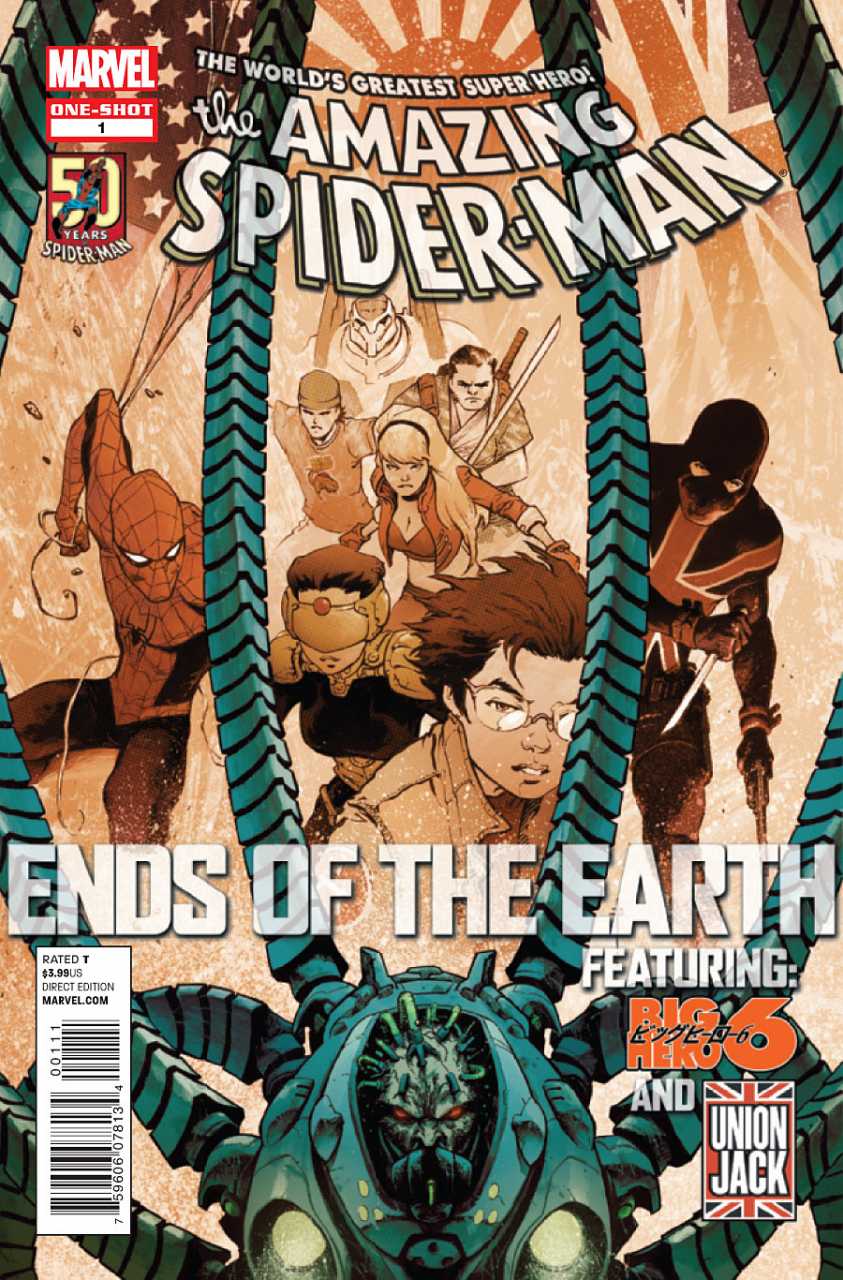 MARVEL
ONE-SHOT
1
50
YEARS
SPIDER-MAN
THE WORLD'S GREATEST SUPER HERO!
the AMAZING
SPIDER-MAN
ENDS OF THE EARTH
FEATURING:
BIG
ビッグヒーロー6
HERO 6
AND
UNION
JACK
RATED T
$3.99US
DIRECT EDITION
MARVEL.COM
00111
7 59606 07813 4